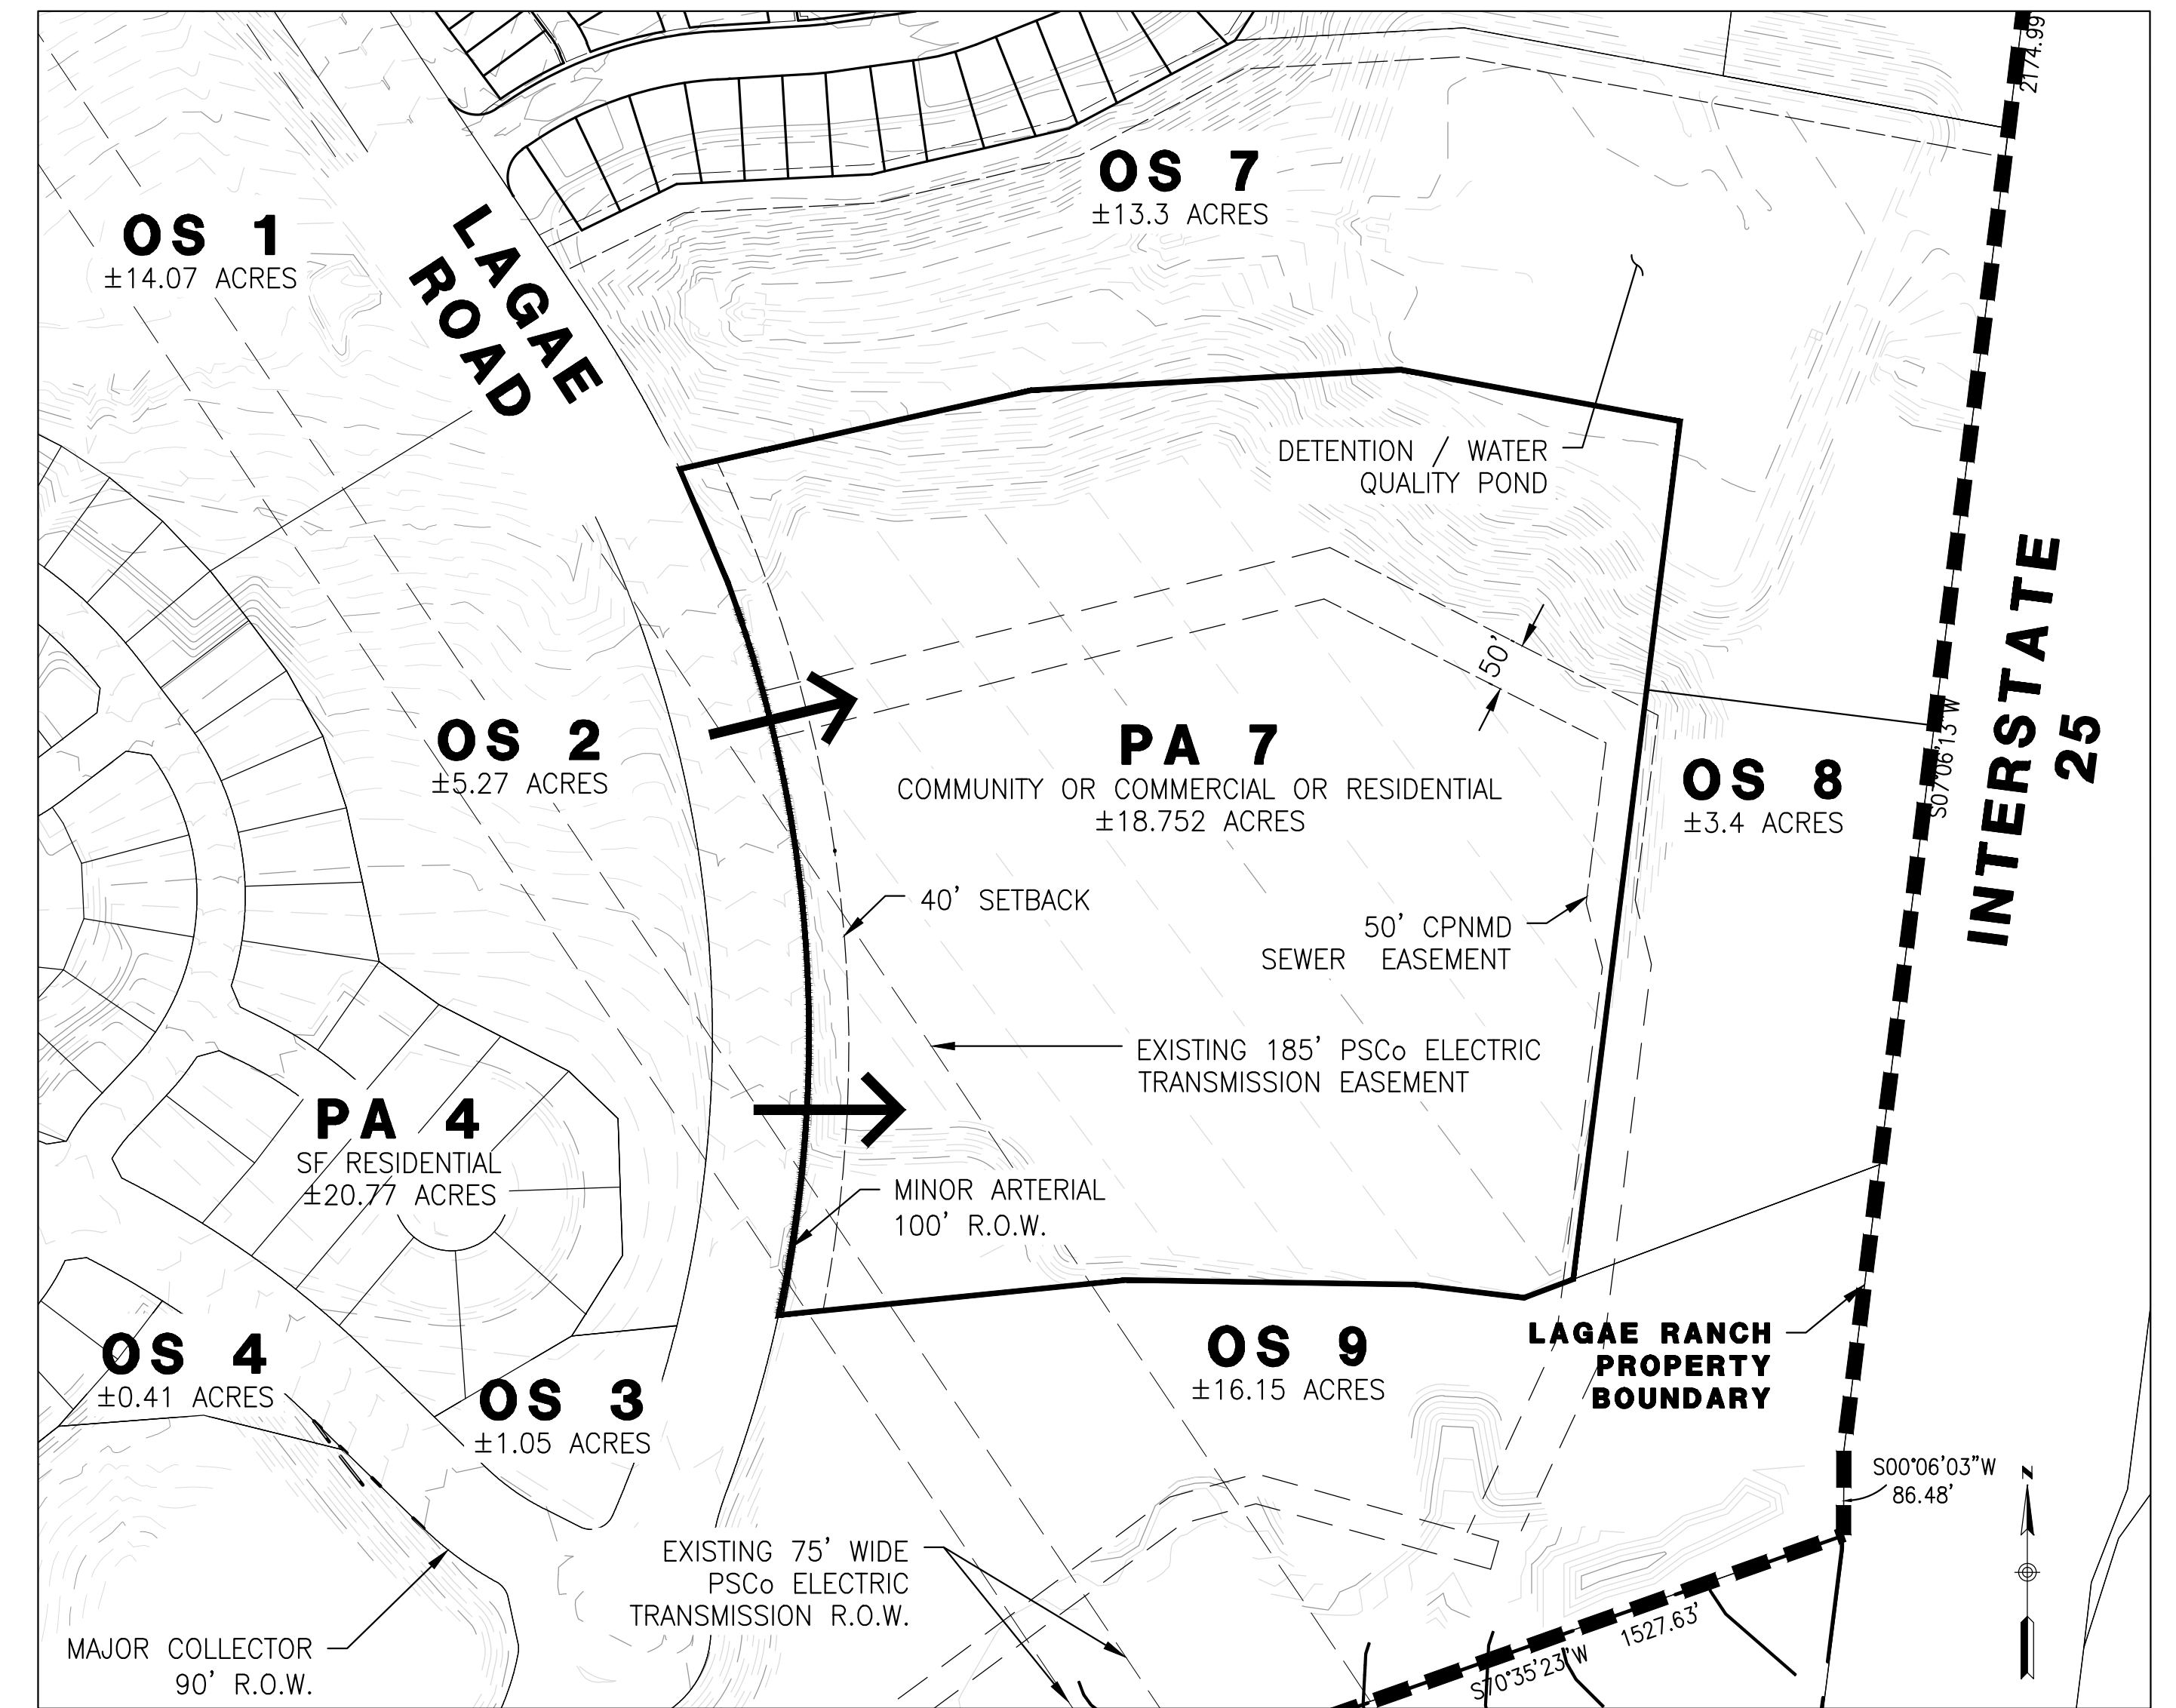 2174.99
OS 7
±13.3 ACRES
OS 1
±14.07 ACRES
LAGAE
ROAD
DETENTION / WATER
QUALITY POND
INTERSTATE
25
50'
S07°06'13"W
OS 2
±5.27 ACRES
PA 7
COMMUNITY OR COMMERCIAL OR RESIDENTIAL
±18.752 ACRES
OS 8
±3.4 ACRES
40' SETBACK
50' CPNMD
SEWER EASEMENT
EXISTING 185' PSCo ELECTRIC
TRANSMISSION EASEMENT
PA 4
SF RESIDENTIAL
±20.77 ACRES
MINOR ARTERIAL
100' R.O.W.
OS 4
±0.41 ACRES
OS 3
±1.05 ACRES
OS 9
±16.15 ACRES
LAGAE RANCH
PROPERTY
BOUNDARY
S00°06'03"W
86.48'
N
EXISTING 75' WIDE
PSCo ELECTRIC
TRANSMISSION R.O.W.
MAJOR COLLECTOR
90' R.O.W.
S70°35'23"W
1527.63'